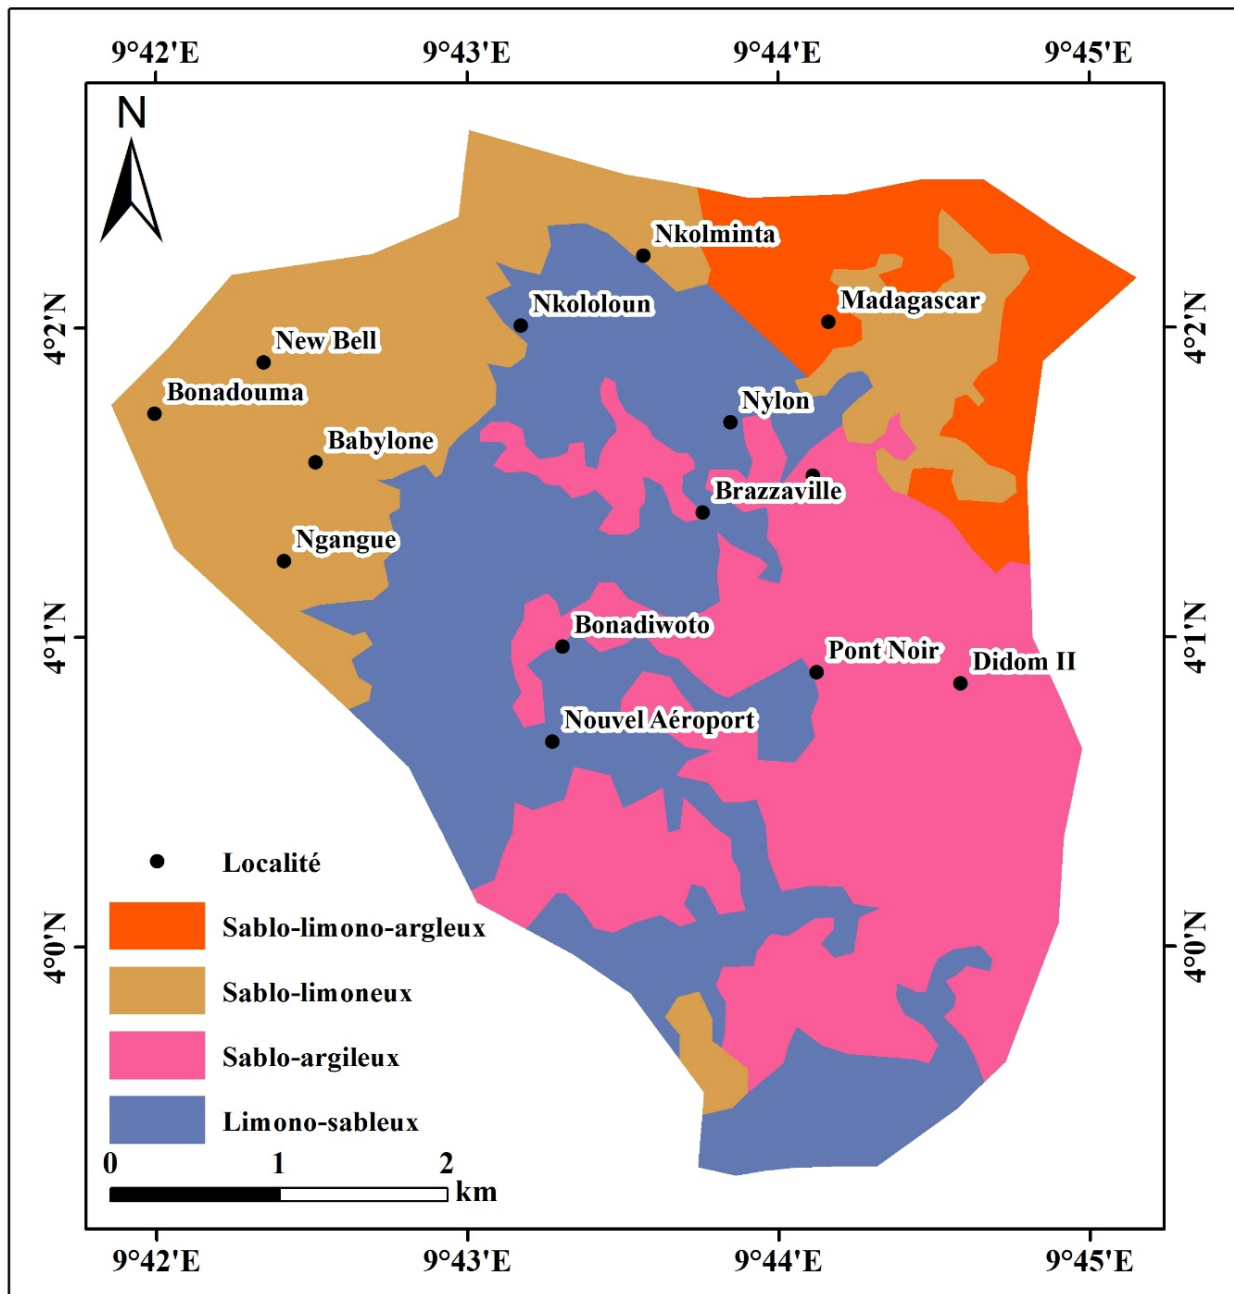 9°42'E 9°43'E 9°44'E 9°45'E
N
Nkolminta
Nkololoun
Madagascar
4°2'N 4°2'N
New Bell
Bonadouma
Nylon
Babylone
Brazzaville
Ngangue
Bonadiwoto
4°1'N 4°1'N
Pont Noir
Didom II
Nouvel Aéroport
Localité
Sablo-limono-argleux
4°0'N 4°0'N
Sablo-limoneux
Sablo-argileux
Limono-sableux
0 1 2
km
9°42'E 9°43'E 9°44'E 9°45'E